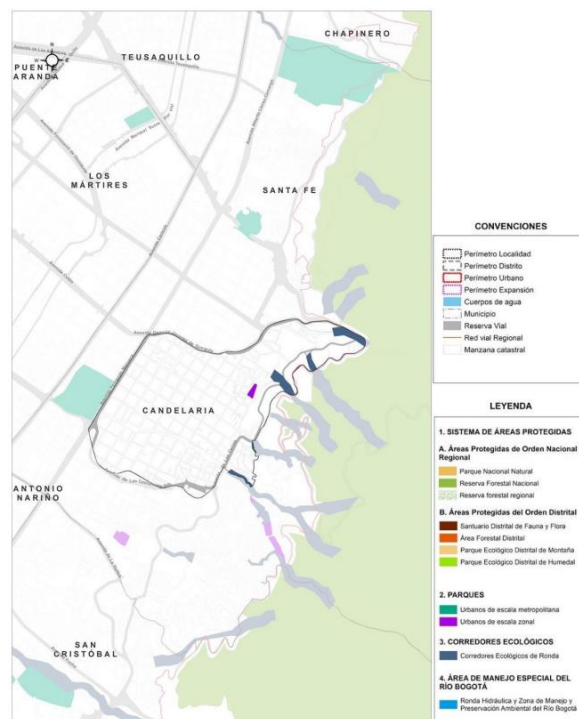 CHAPINERO
TEUSAQUILLO
N
W
E
S
PUENTE
ARANDA
LOS
MÁRTIRES
SANTA FE
CANDELARIA
ANTONIO
NARIÑO
SAN
CRISTÓBAL
CONVENCIONES
Perímetro Localidad
Perímetro Distrito
Perímetro Urbano
Perímetro Expansión
Cuerpos de agua
Municipio
Reserva Vial
Red vial Regional
Manzana catastral
LEYENDA
1. SISTEMA DE ÁREAS PROTEGIDAS
A. Áreas Protegidas de Orden Nacional
Regional
Parque Nacional Natural
Reserva Forestal Nacional
Reserva forestal regional
B. Áreas Protegidas del Orden Distrital
Santuario Distrital de Fauna y Flora
Área Forestal Distrital
Parque Ecológico Distrital de Montaña
Parque Ecológico Distrital de Humedal
2. PARQUES
Urbanos de escala metropolitana
Urbanos de escala zonal
3. CORREDORES ECOLÓGICOS
Corredores Ecológicos de Ronda
4. ÁREA DE MANEJO ESPECIAL DEL
RÍO BOGOTÁ
Ronda Hidráulica y Zona de Manejo y
Preservación Ambiental del Río Bogotá